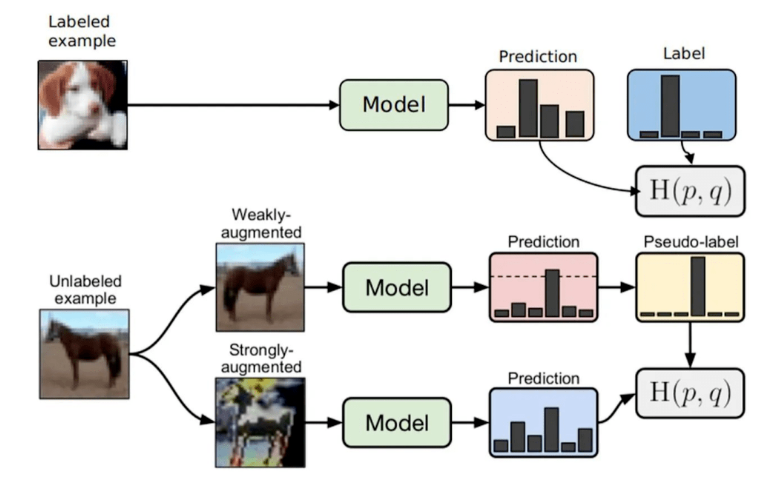 Labeled
example
Prediction
Label
Model
H(p, q)
Weakly-
augmented
Prediction
Pseudo-label
Unlabeled
example
Model
Strongly-
augmented
Prediction
H(p, q)
Model